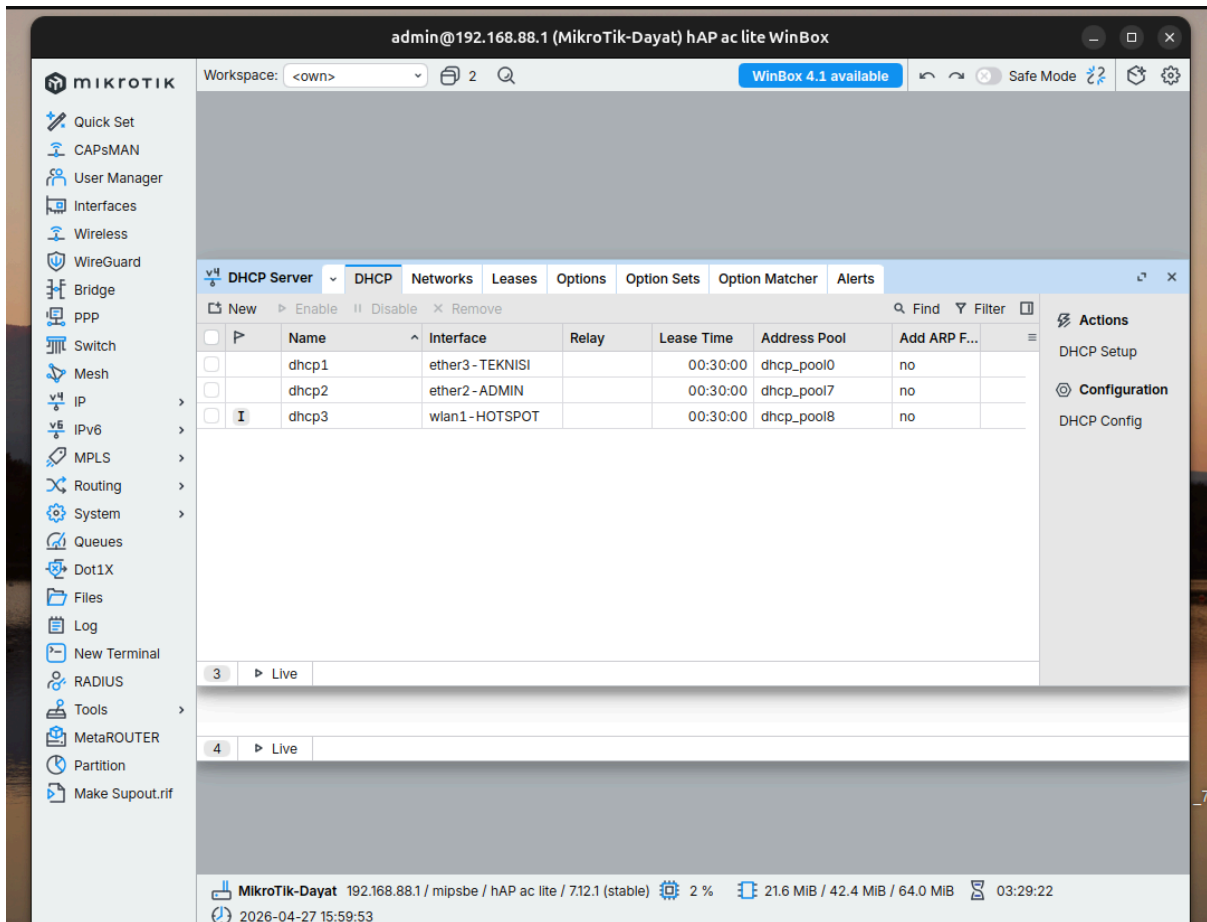 admin@192.168.88.1 (MikroTik-Dayat) hAP ac lite WinBox
MIKROTIK
Workspace: <own> 2 WinBox 4.1 available Safe Mode
Quick Set
CAPsMAN
User Manager
Interfaces
Wireless
WireGuard
Bridge
PPP
Switch
Mesh
IP
IPv6
MPLS
Routing
System
Queues
Dot1X
Files
Log
New Terminal
RADIUS
Tools
MetaROUTER
Partition
Make Supout.rif
DHCP Server DHCP Networks Leases Options Option Sets Option Matcher Alerts
New Enable Disable Remove Find Filter
Name Interface Relay Lease Time Address Pool Add ARP F...
dhcp1 ether3-TEKNISI 00:30:00 dhcp_pool0 no
dhcp2 ether2-ADMIN 00:30:00 dhcp_pool7 no
I dhcp3 wlan1-HOTSPOT 00:30:00 dhcp_pool8 no
3 Live
Actions
DHCP Setup
Configuration
DHCP Config
4 Live
_7
MikroTik-Dayat 192.168.88.1 / mipsbe / hAP ac lite / 7.12.1 (stable) 2 % 21.6 MiB / 42.4 MiB / 64.0 MiB 03:29:22
2026-04-27 15:59:53